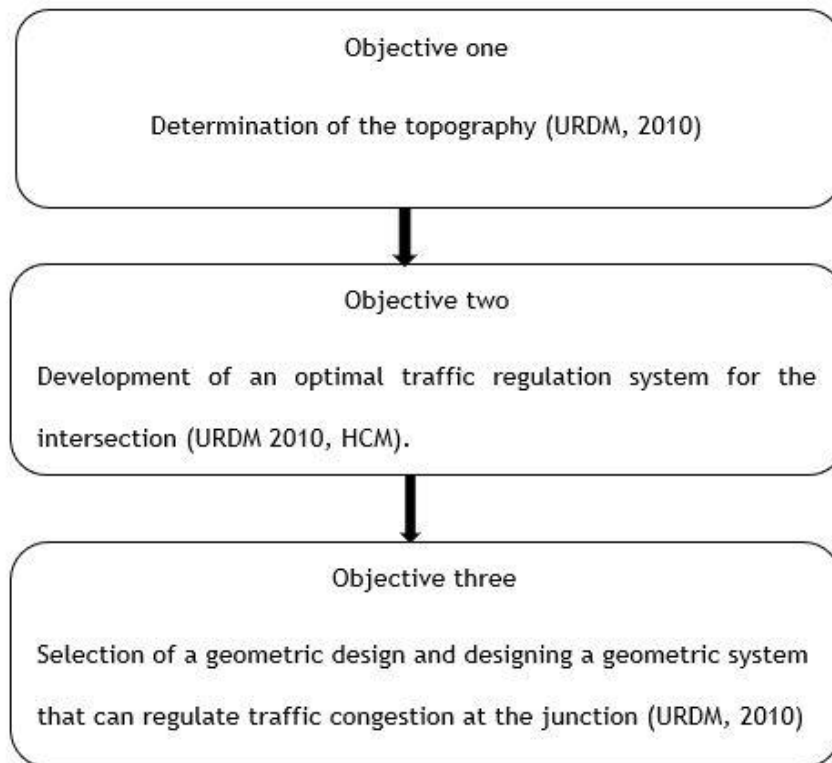 Objective one
Determination of the topography (URDM, 2010)
Objective two
Development of an optimal traffic regulation system for the
intersection (URDM 2010, HCM).
Objective three
Selection of a geometric design and designing a geometric system
that can regulate traffic congestion at the junction (URDM, 2010)